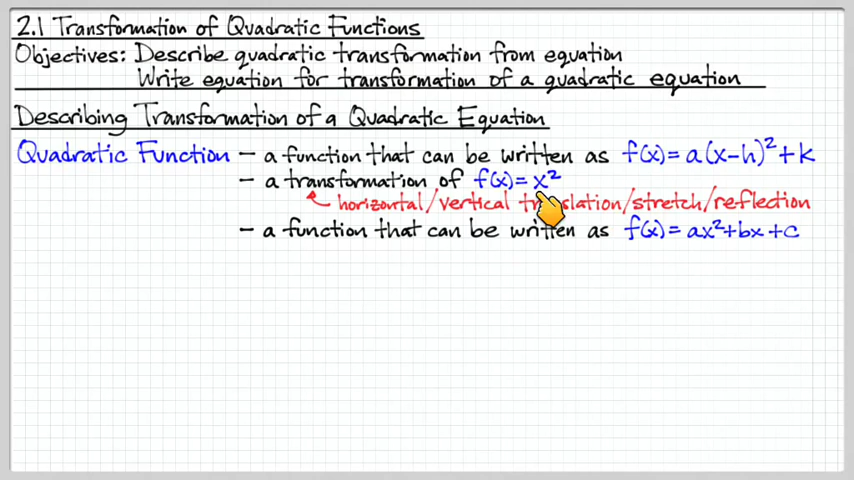 2.1 Transformation of Quadratic Functions
Objectives: Describe quadratic transformation from equation
Write equation for transformation of a quadratic equation
Describing Transformation of a Quadratic Equation
Quadratic Function – a function that can be written as f(x) = a(x-h)² + k
– a transformation of f(x) = x²
horizontal/vertical translation/stretch/reflection
– a function that can be written as f(x) = ax² + bx + c